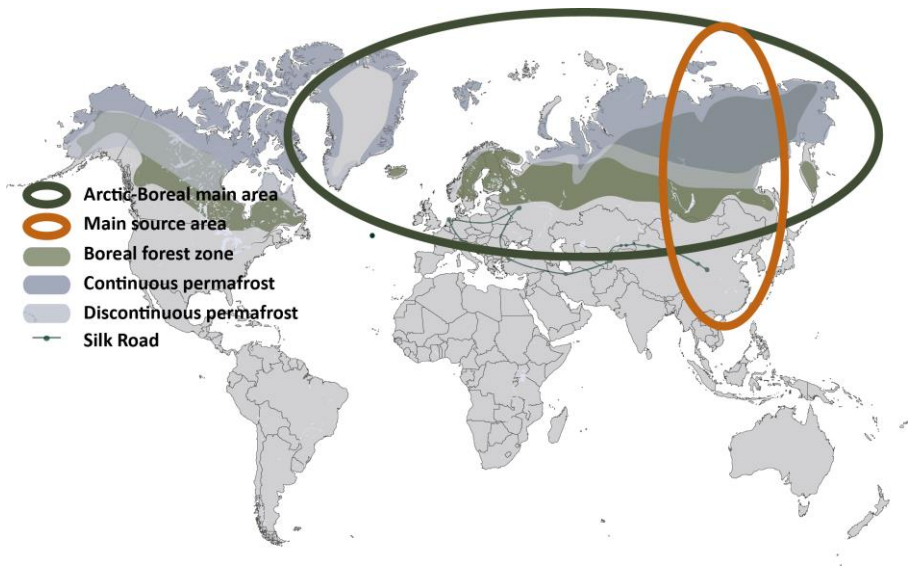 Arctic-Boreal main area
Main source area
Boreal forest zone
Continuous permafrost
Discontinuous permafrost
Silk Road